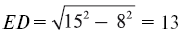 ED = √15² − 8² = 13